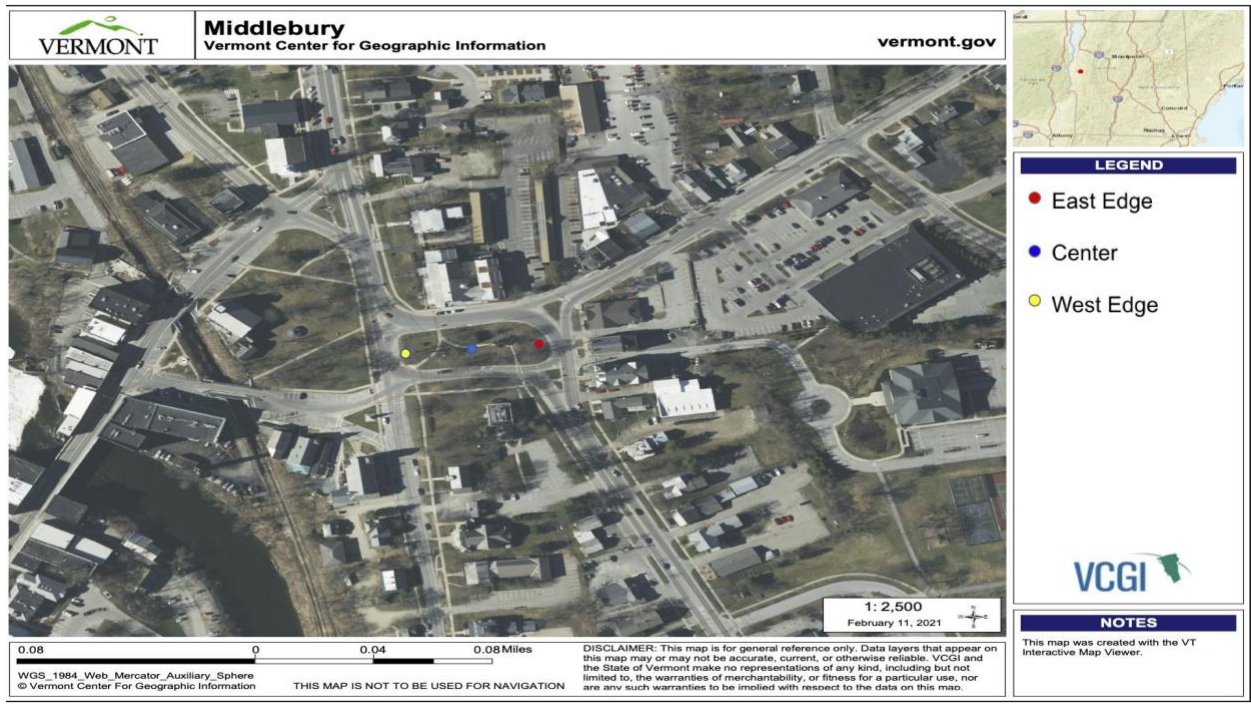 VERMONT
Middlebury
Vermont Center for Geographic Information
vermont.gov
Albany
Concord
LEGEND
East Edge
Center
West Edge
VCGI
1: 2,500
February 11, 2021
N
W
E
S
NOTES
This map was created with the VT
Interactive Map Viewer.
0.08
0
0.04
0.08 Miles
WGS_1984_Web_Mercator_Auxiliary_Sphere
© Vermont Center For Geographic Information
THIS MAP IS NOT TO BE USED FOR NAVIGATION
DISCLAIMER: This map is for general reference only. Data layers that appear on
this map may or may not be accurate, current, or otherwise reliable. VCGI and
the State of Vermont make no representations of any kind, including but not
limited to, the warranties of merchantability, or fitness for a particular use, nor
are any such warranties to be implied with respect to the data on this map.